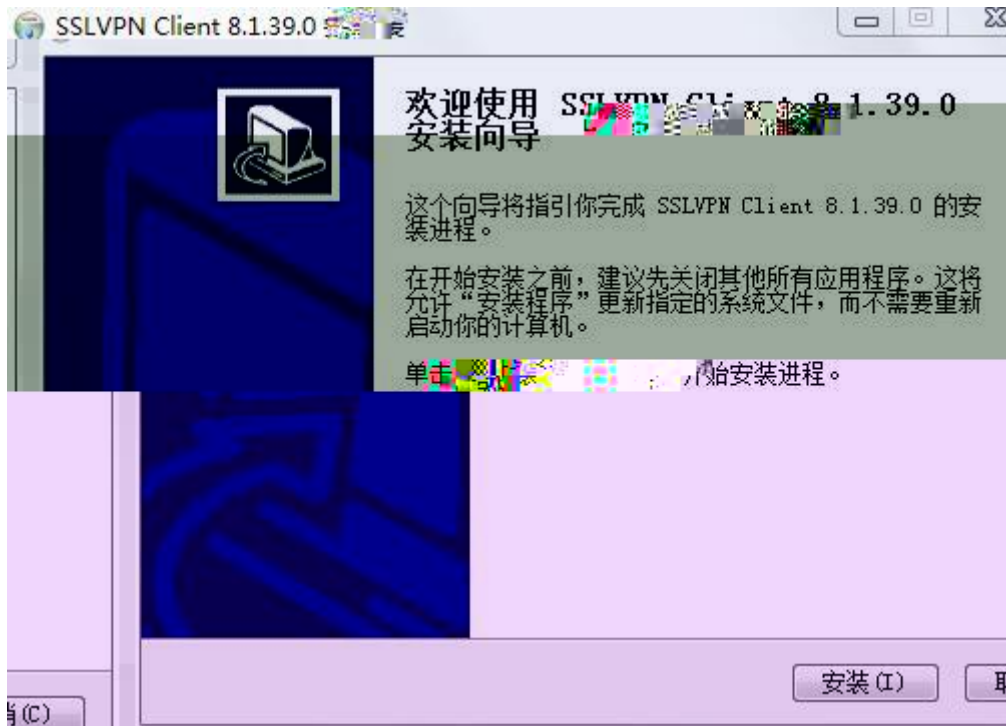 SSLVPN Client 8.1.39.0
欢迎使用 8.1.39.0
安装向导
这个向导将指引你完成 SSLVPN Client 8.1.39.0 的安
装进程。
在开始安装之前，建议先关闭其他所有应用程序。这将
允许“安装程序”更新指定的系统文件，而不需要重新
启动你的计算机。
单击 始安装进程。
安装(I)
(C)